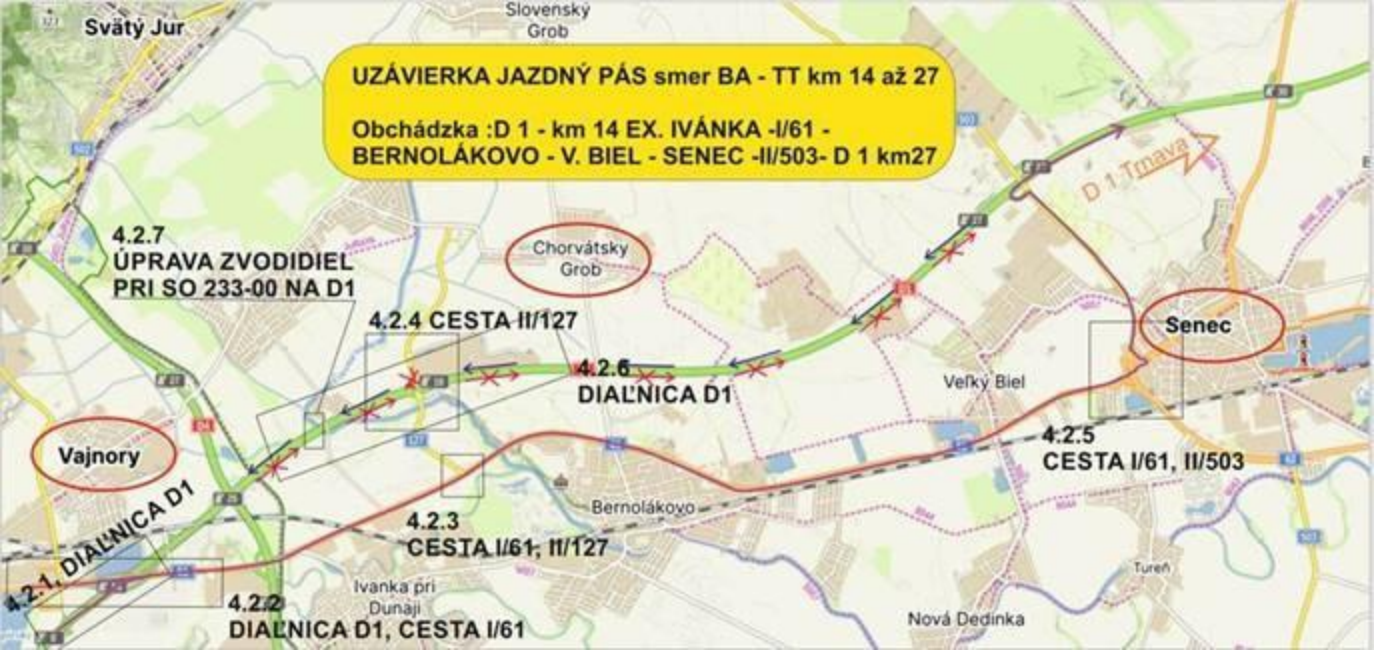 Svätý Jur
Slovenský
Grob
UZÁVIERKA JAZDNÝ PÁS smer BA - TT km 14 až 27
Obchádzka :D 1 - km 14 EX. IVÁNKA -I/61 -
BERNOLÁKOVO - V. BIEL - SENEC -II/503- D 1 km27
503
502
D 1 Trnava
4.2.7
ÚPRAVA ZVODIDIEL
PRI SO 233-00 NA D1
Chorvátsky
Grob
4.2.4 CESTA II/127
Senec
4.2.6
DIAĽNICA D1
Veľký Biel
Vajnory
4.2.5
CESTA I/61, II/503
Bernolákovo
4.2.3
CESTA I/61, II/127
4.2.1, DIAĽNICA D1
Ivanka pri
Dunaji
4.2.2
DIAĽNICA D1, CESTA I/61
Tureň
Nová Dedinka